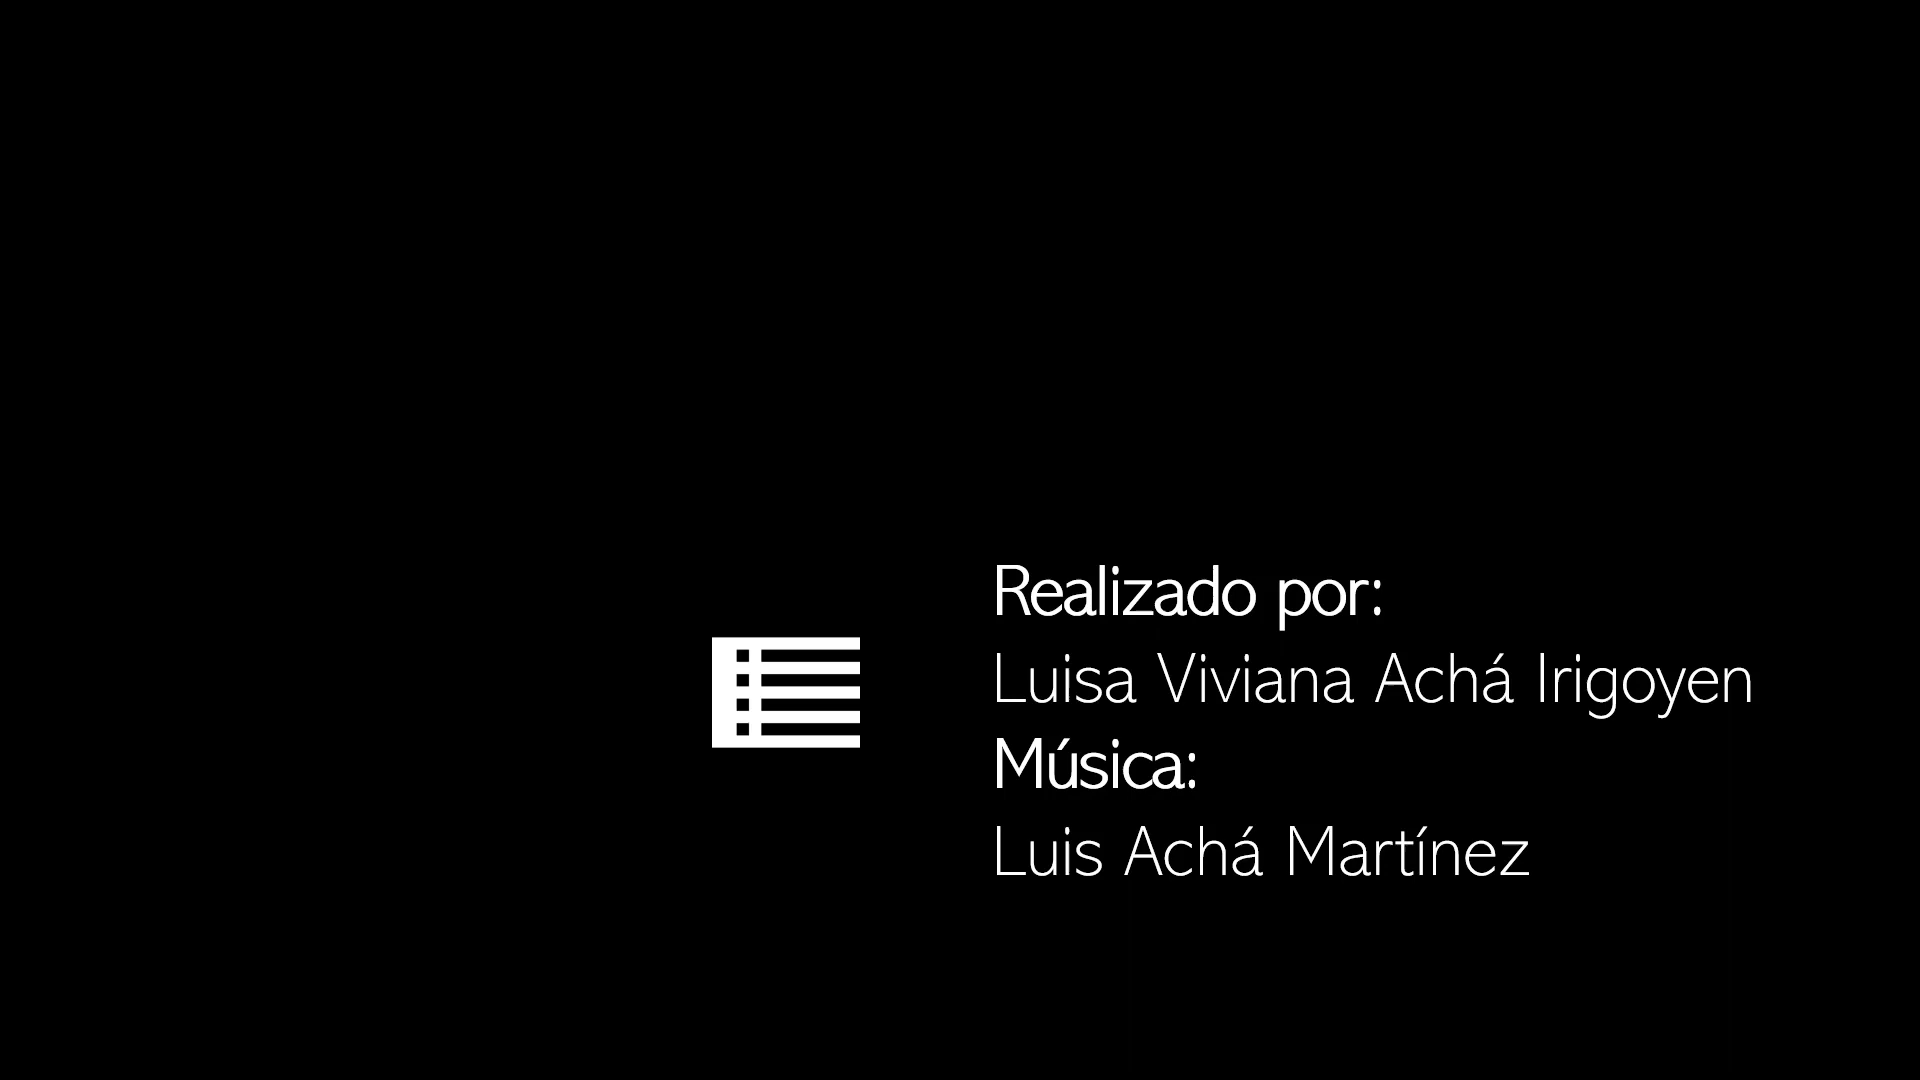 Realizado por:
Luisa Viviana Achá Irigoyen
Música:
Luis Achá Martínez